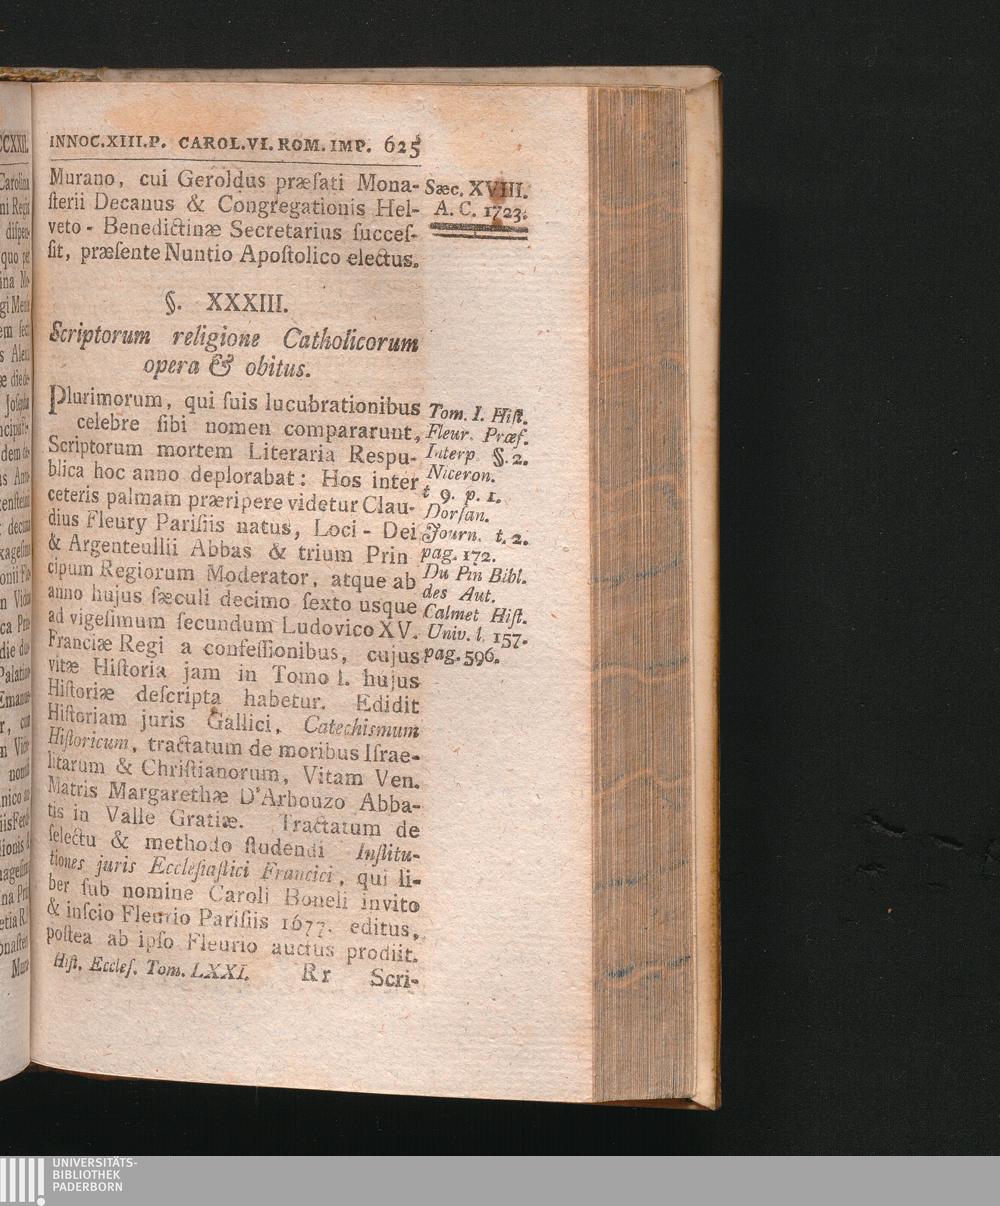 INNOC.XIII.P. CAROL.VI. ROM. IMP. 625
Murano, cui Geroldus præfati Mona-
sterii Decanus & Congregationis Hel-
veto - Benedictinæ Secretarius succes-
sit, præsente Nuntio Apostolico electus.
Sæc. XVIII.
A. C. 1723.
§. XXXIII.
Scriptorum religione Catholicorum
opera & obitus.
Plurimorum, qui suis lucubrationibus
celebre sibi nomen compararunt,
Scriptorum mortem Literaria Respu-
blica hoc anno deplorabat: Hos inter
ceteris palmam præripere videtur Clau-
dius Fleury Parisiis natus, Loci - Dei
& Argenteullii Abbas & trium Prin
cipum Regiorum Moderator, atque ab
anno hujus sæculi decimo sexto usque
ad vigesimum secundum Ludovico XV.
Franciæ Regi a confessionibus, cujus
vitæ Historia jam in Tomo I. hujus
Historiæ descripta habetur. Edidit
Historiam juris Gallici, Catechismum
Historicum, tractatum de moribus Israe-
litarum & Christianorum, Vitam Ven.
Matris Margarethæ D'Arbouzo Abba-
tis in Valle Gratiæ. Tractatum de
selectu & methodo studendi Institu-
tiones juris Ecclesiastici Francici, qui li-
ber sub nomine Caroli Boneli invito
& inscio Fleurio Parisiis 1677. editus,
postea ab ipso Fleurio auctus prodiit.
Hist. Eccles. Tom. LXXI. Rr Scri-
Tom. I. Hist.
Fleur. Præf.
Interp §. 2.
Niceron.
t 9. p. 1.
Dorsan.
Journ. t. 2.
pag. 172.
Du Pin Bibl.
des Aut.
Calmet Hist.
Univ. l. 157.
pag. 596.
UNIVERSITÄTS-
BIBLIOTHEK
PADERBORN